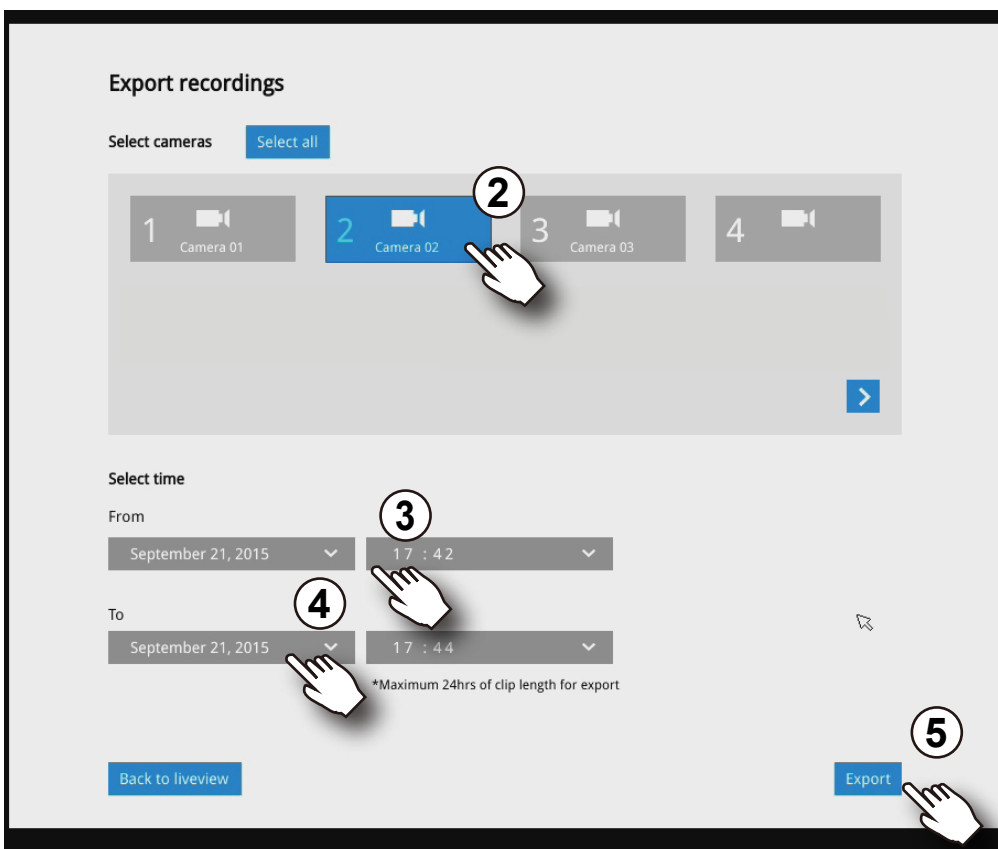 Export recordings
Select cameras Select all
2
1 Camera 01
2 Camera 02
3 Camera 03
4
Select time
From
3
September 21, 2015 17 : 42
To
4
September 21, 2015 17 : 44
*Maximum 24hrs of clip length for export
5
Back to liveview Export